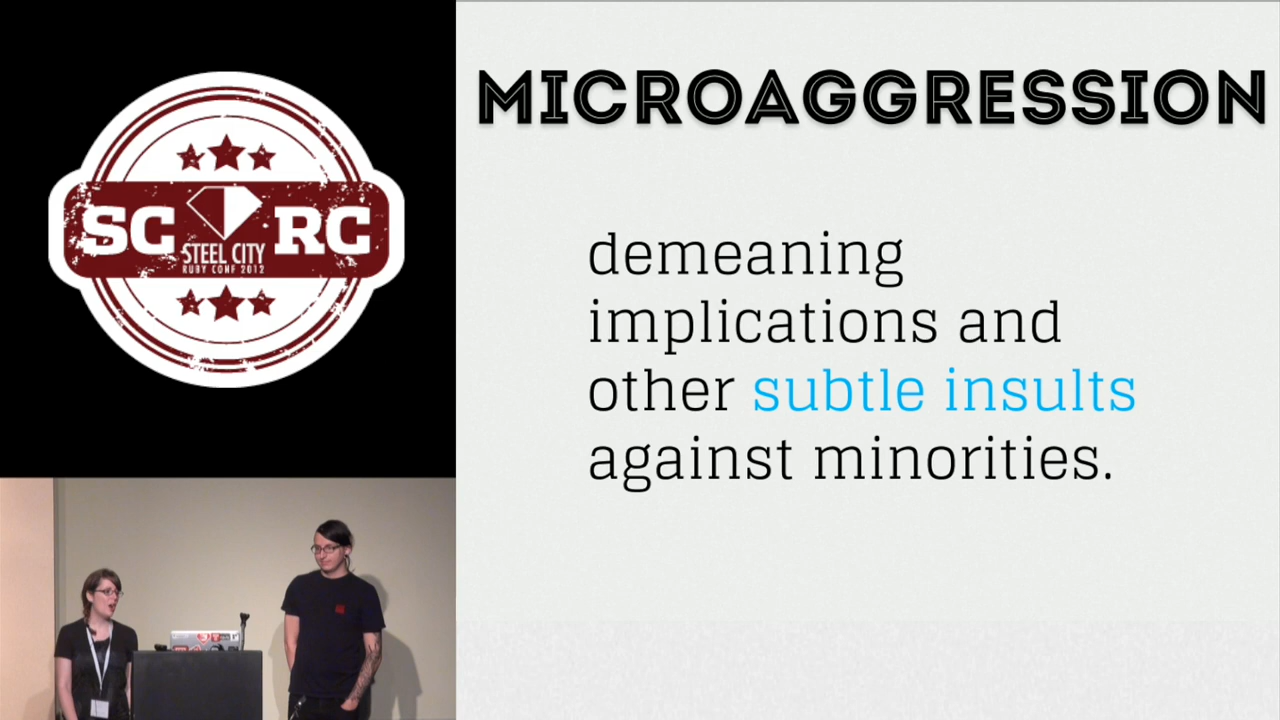 SC RC
STEEL CITY
RUBY CONF 2012
MICROAGGRESSION
demeaning
implications and
other subtle insults
against minorities.